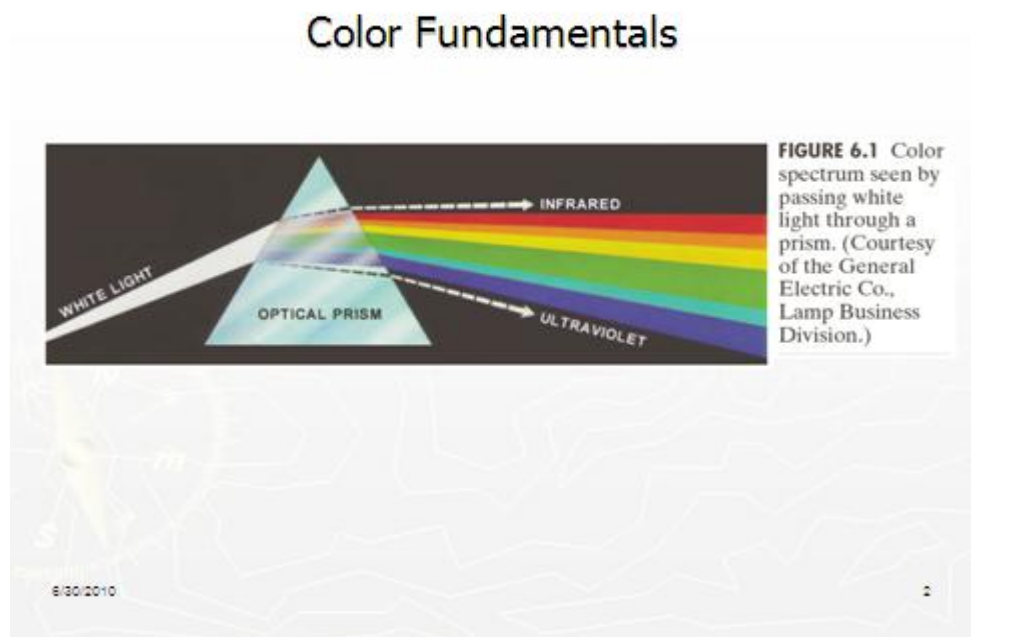 Color Fundamentals
WHITE LIGHT
OPTICAL PRISM
INFRARED
ULTRAVIOLET
FIGURE 6.1 Color
spectrum seen by
passing white
light through a
prism. (Courtesy
of the General
Electric Co.,
Lamp Business
Division.)
m
S
6/30/2010
2